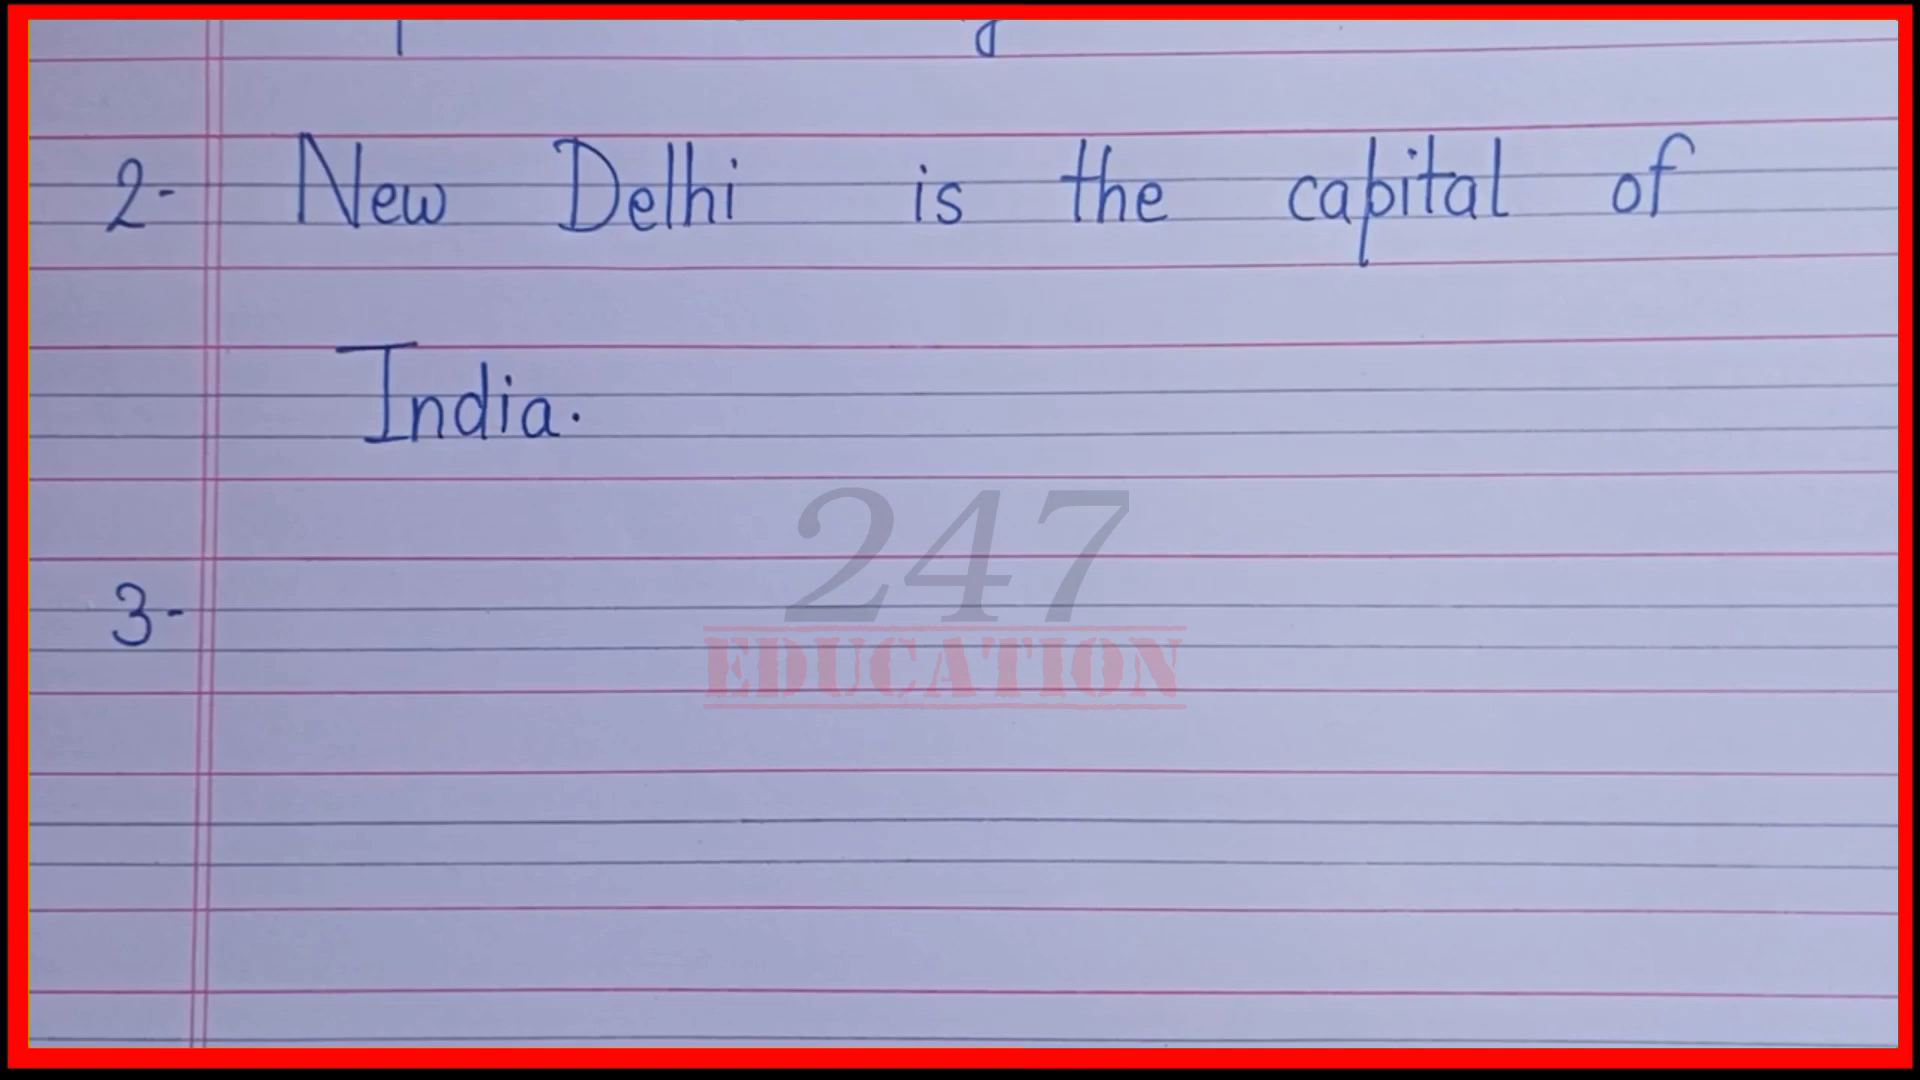 2- New Delhi is the capital of
India.
247
EDUCATION
3-